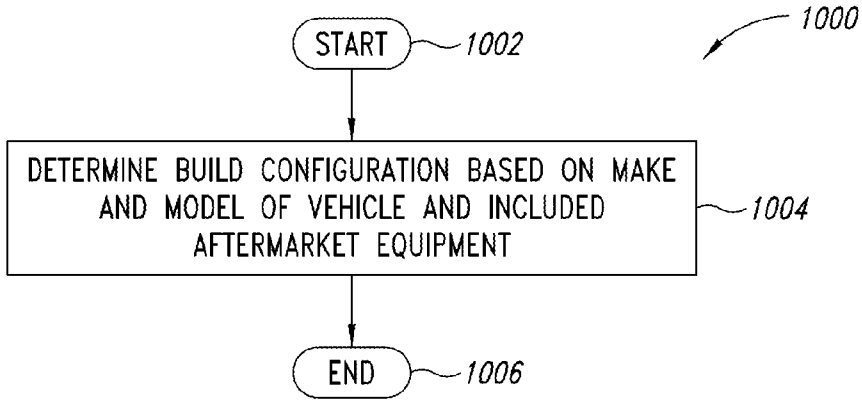 1000
START
1002
DETERMINE BUILD CONFIGURATION BASED ON MAKE
AND MODEL OF VEHICLE AND INCLUDED
AFTERMARKET EQUIPMENT
1004
END
1006